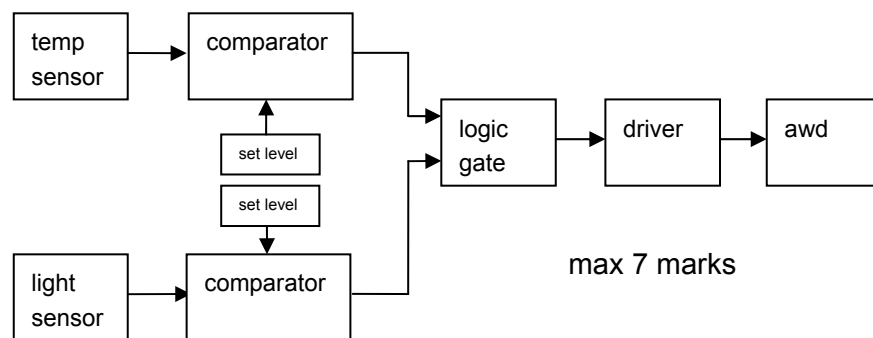 temp
sensor
comparator
set level
logic
gate
driver
awd
set level
light
sensor
comparator
max 7 marks